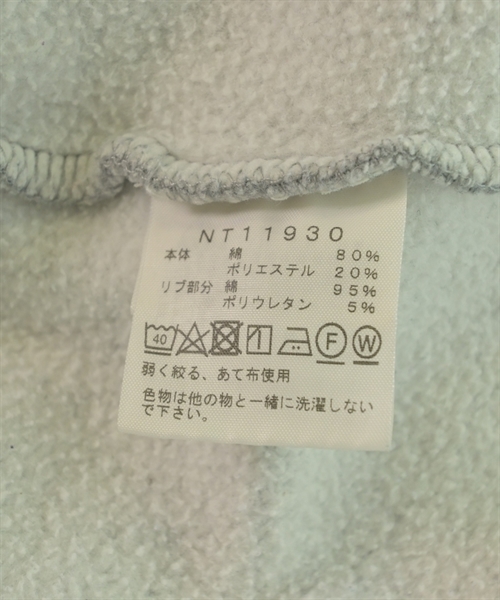 NT11930
本体 綿 80%
ポリエステル 20%
リブ部分 綿 95%
ポリウレタン 5%
40 F W
弱く絞る、あて布使用
色物は他の物と一緒に洗濯しない
で下さい。